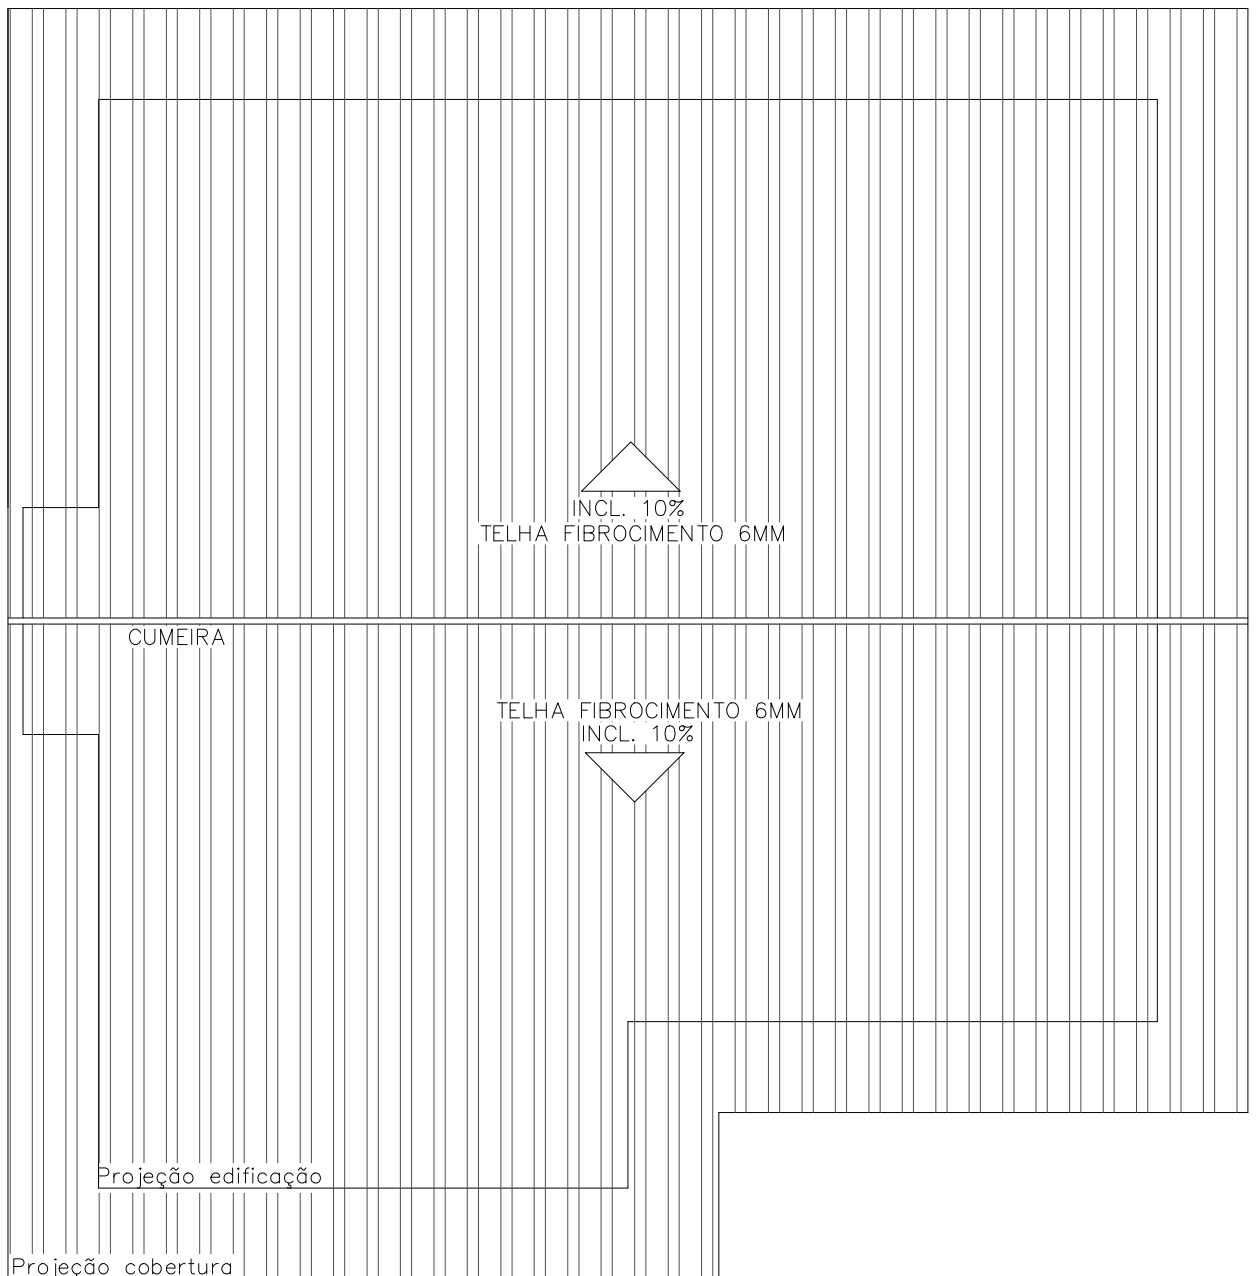 INCL. 10%
TELHA FIBROCIMENTO 6MM
CUMEIRA
TELHA FIBROCIMENTO 6MM
INCL. 10%
Projeção edificação
Projeção cobertura